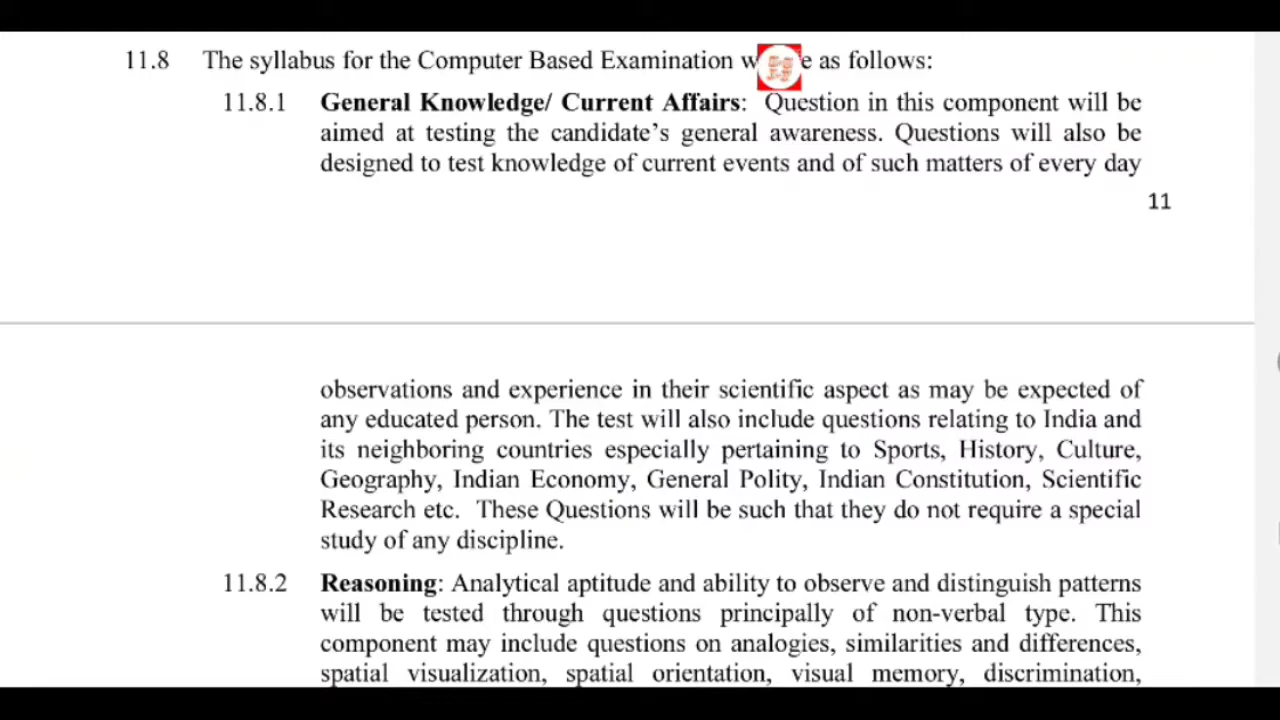 11.8 The syllabus for the Computer Based Examination e as follows:
11.8.1 General Knowledge/ Current Affairs: Question in this component will be
aimed at testing the candidate's general awareness. Questions will also be
designed to test knowledge of current events and of such matters of every day
11
observations and experience in their scientific aspect as may be expected of
any educated person. The test will also include questions relating to India and
its neighboring countries especially pertaining to Sports, History, Culture,
Geography, Indian Economy, General Polity, Indian Constitution, Scientific
Research etc. These Questions will be such that they do not require a special
study of any discipline.
11.8.2 Reasoning: Analytical aptitude and ability to observe and distinguish patterns
will be tested through questions principally of non-verbal type. This
component may include questions on analogies, similarities and differences,
spatial visualization, spatial orientation, visual memory, discrimination,